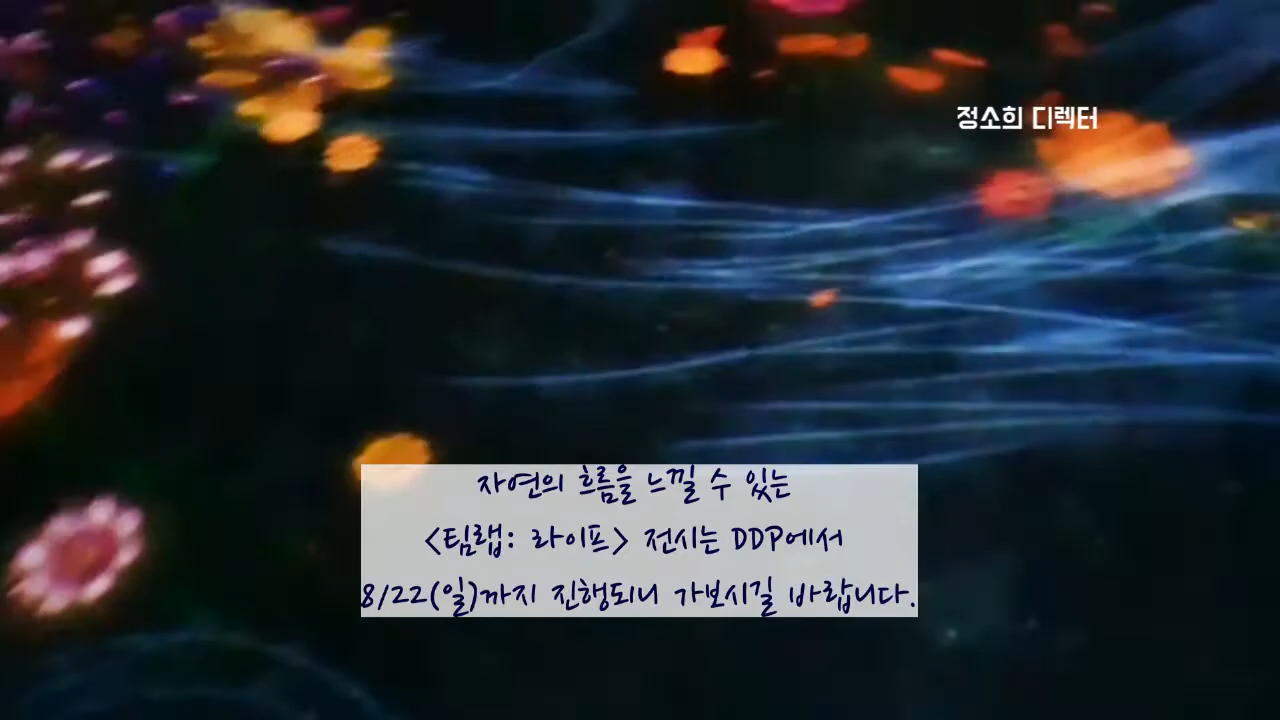 정소희 디렉터
자연의 흐름을 느낄 수 있는
<팀랩: 라이프> 전시는 DDP에서
8/22(일)까지 진행되니 가보시길 바랍니다.